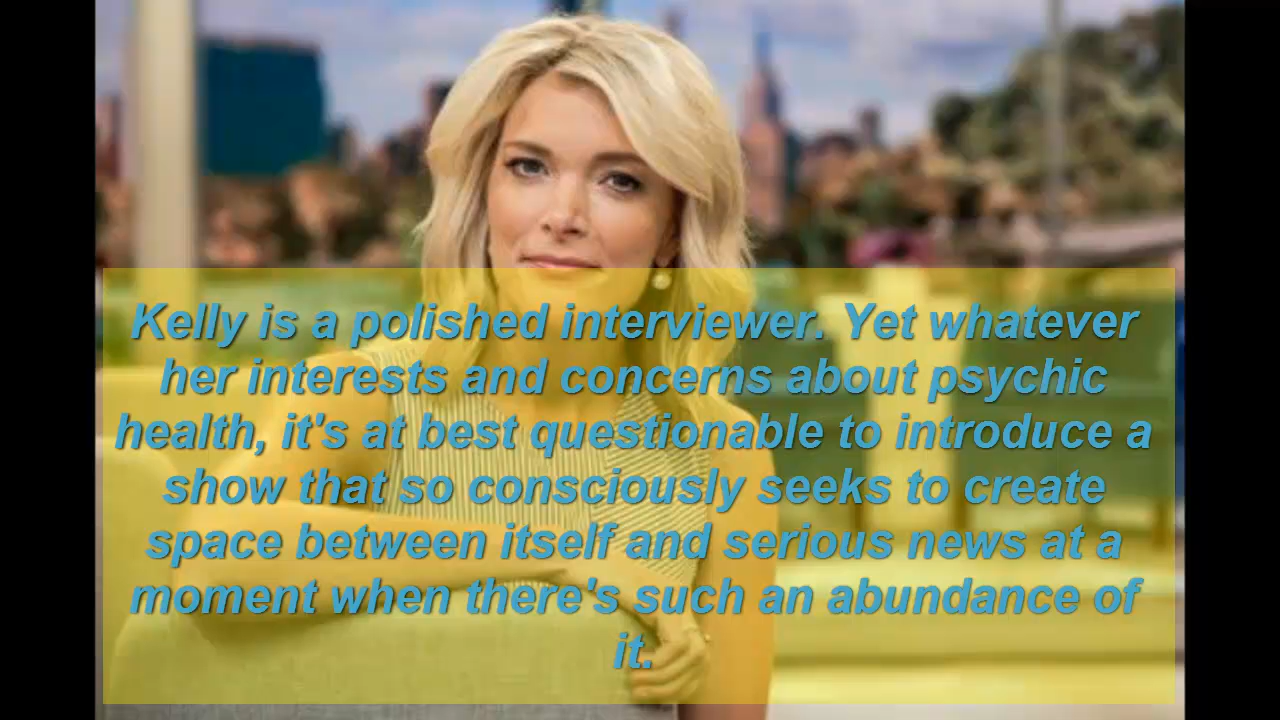 Kelly is a polished interviewer. Yet whatever
her interests and concerns about psychic
health, it's at best questionable to introduce a
show that so consciously seeks to create
space between itself and serious news at a
moment when there's such an abundance of
it.